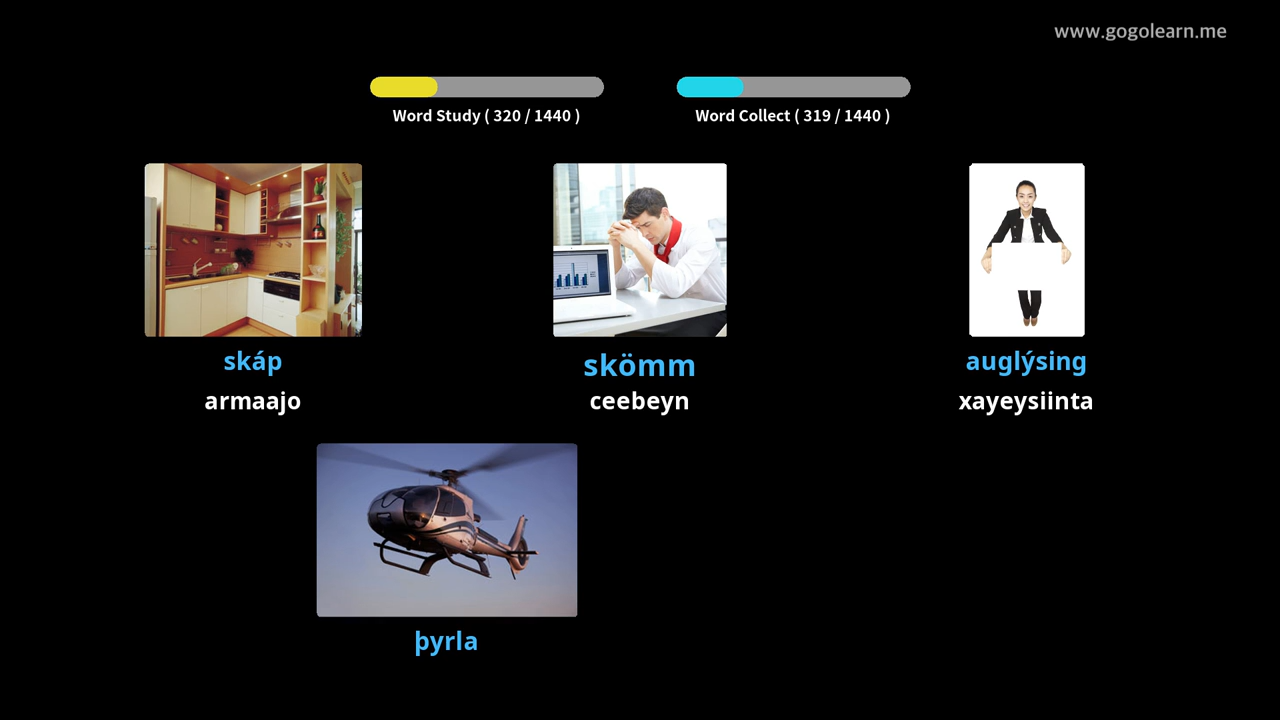 www.gogolearn.me
Word Study ( 320 / 1440 )
Word Collect ( 319 / 1440 )
skáp
skömm
auglýsing
armaajo
ceebeyn
xayeysiinta
þyrla